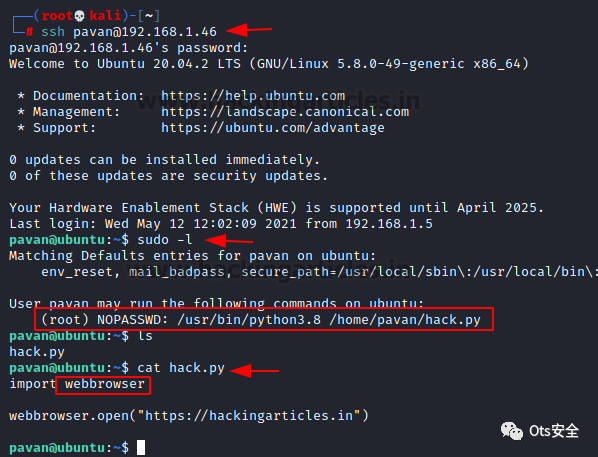 (root💀kali)-[~]
# ssh pavan@192.168.1.46
pavan@192.168.1.46's password:
Welcome to Ubuntu 20.04.2 LTS (GNU/Linux 5.8.0-49-generic x86_64)
* Documentation: https://help.ubuntu.com
* Management: https://landscape.canonical.com
* Support: https://ubuntu.com/advantage
0 updates can be installed immediately.
0 of these updates are security updates.
Your Hardware Enablement Stack (HWE) is supported until April 2025.
Last login: Wed May 12 12:02:09 2021 from 192.168.1.5
pavan@ubuntu:~$ sudo -l
Matching Defaults entries for pavan on ubuntu:
env_reset, mail_badpass, secure_path=/usr/local/sbin\:/usr/local/bin\:
User pavan may run the following commands on ubuntu:
(root) NOPASSWD: /usr/bin/python3.8 /home/pavan/hack.py
pavan@ubuntu:~$ ls
hack.py
pavan@ubuntu:~$ cat hack.py
import webbrowser
webbrowser.open("https://hackingarticles.in")
Ots安全
pavan@ubuntu:~$